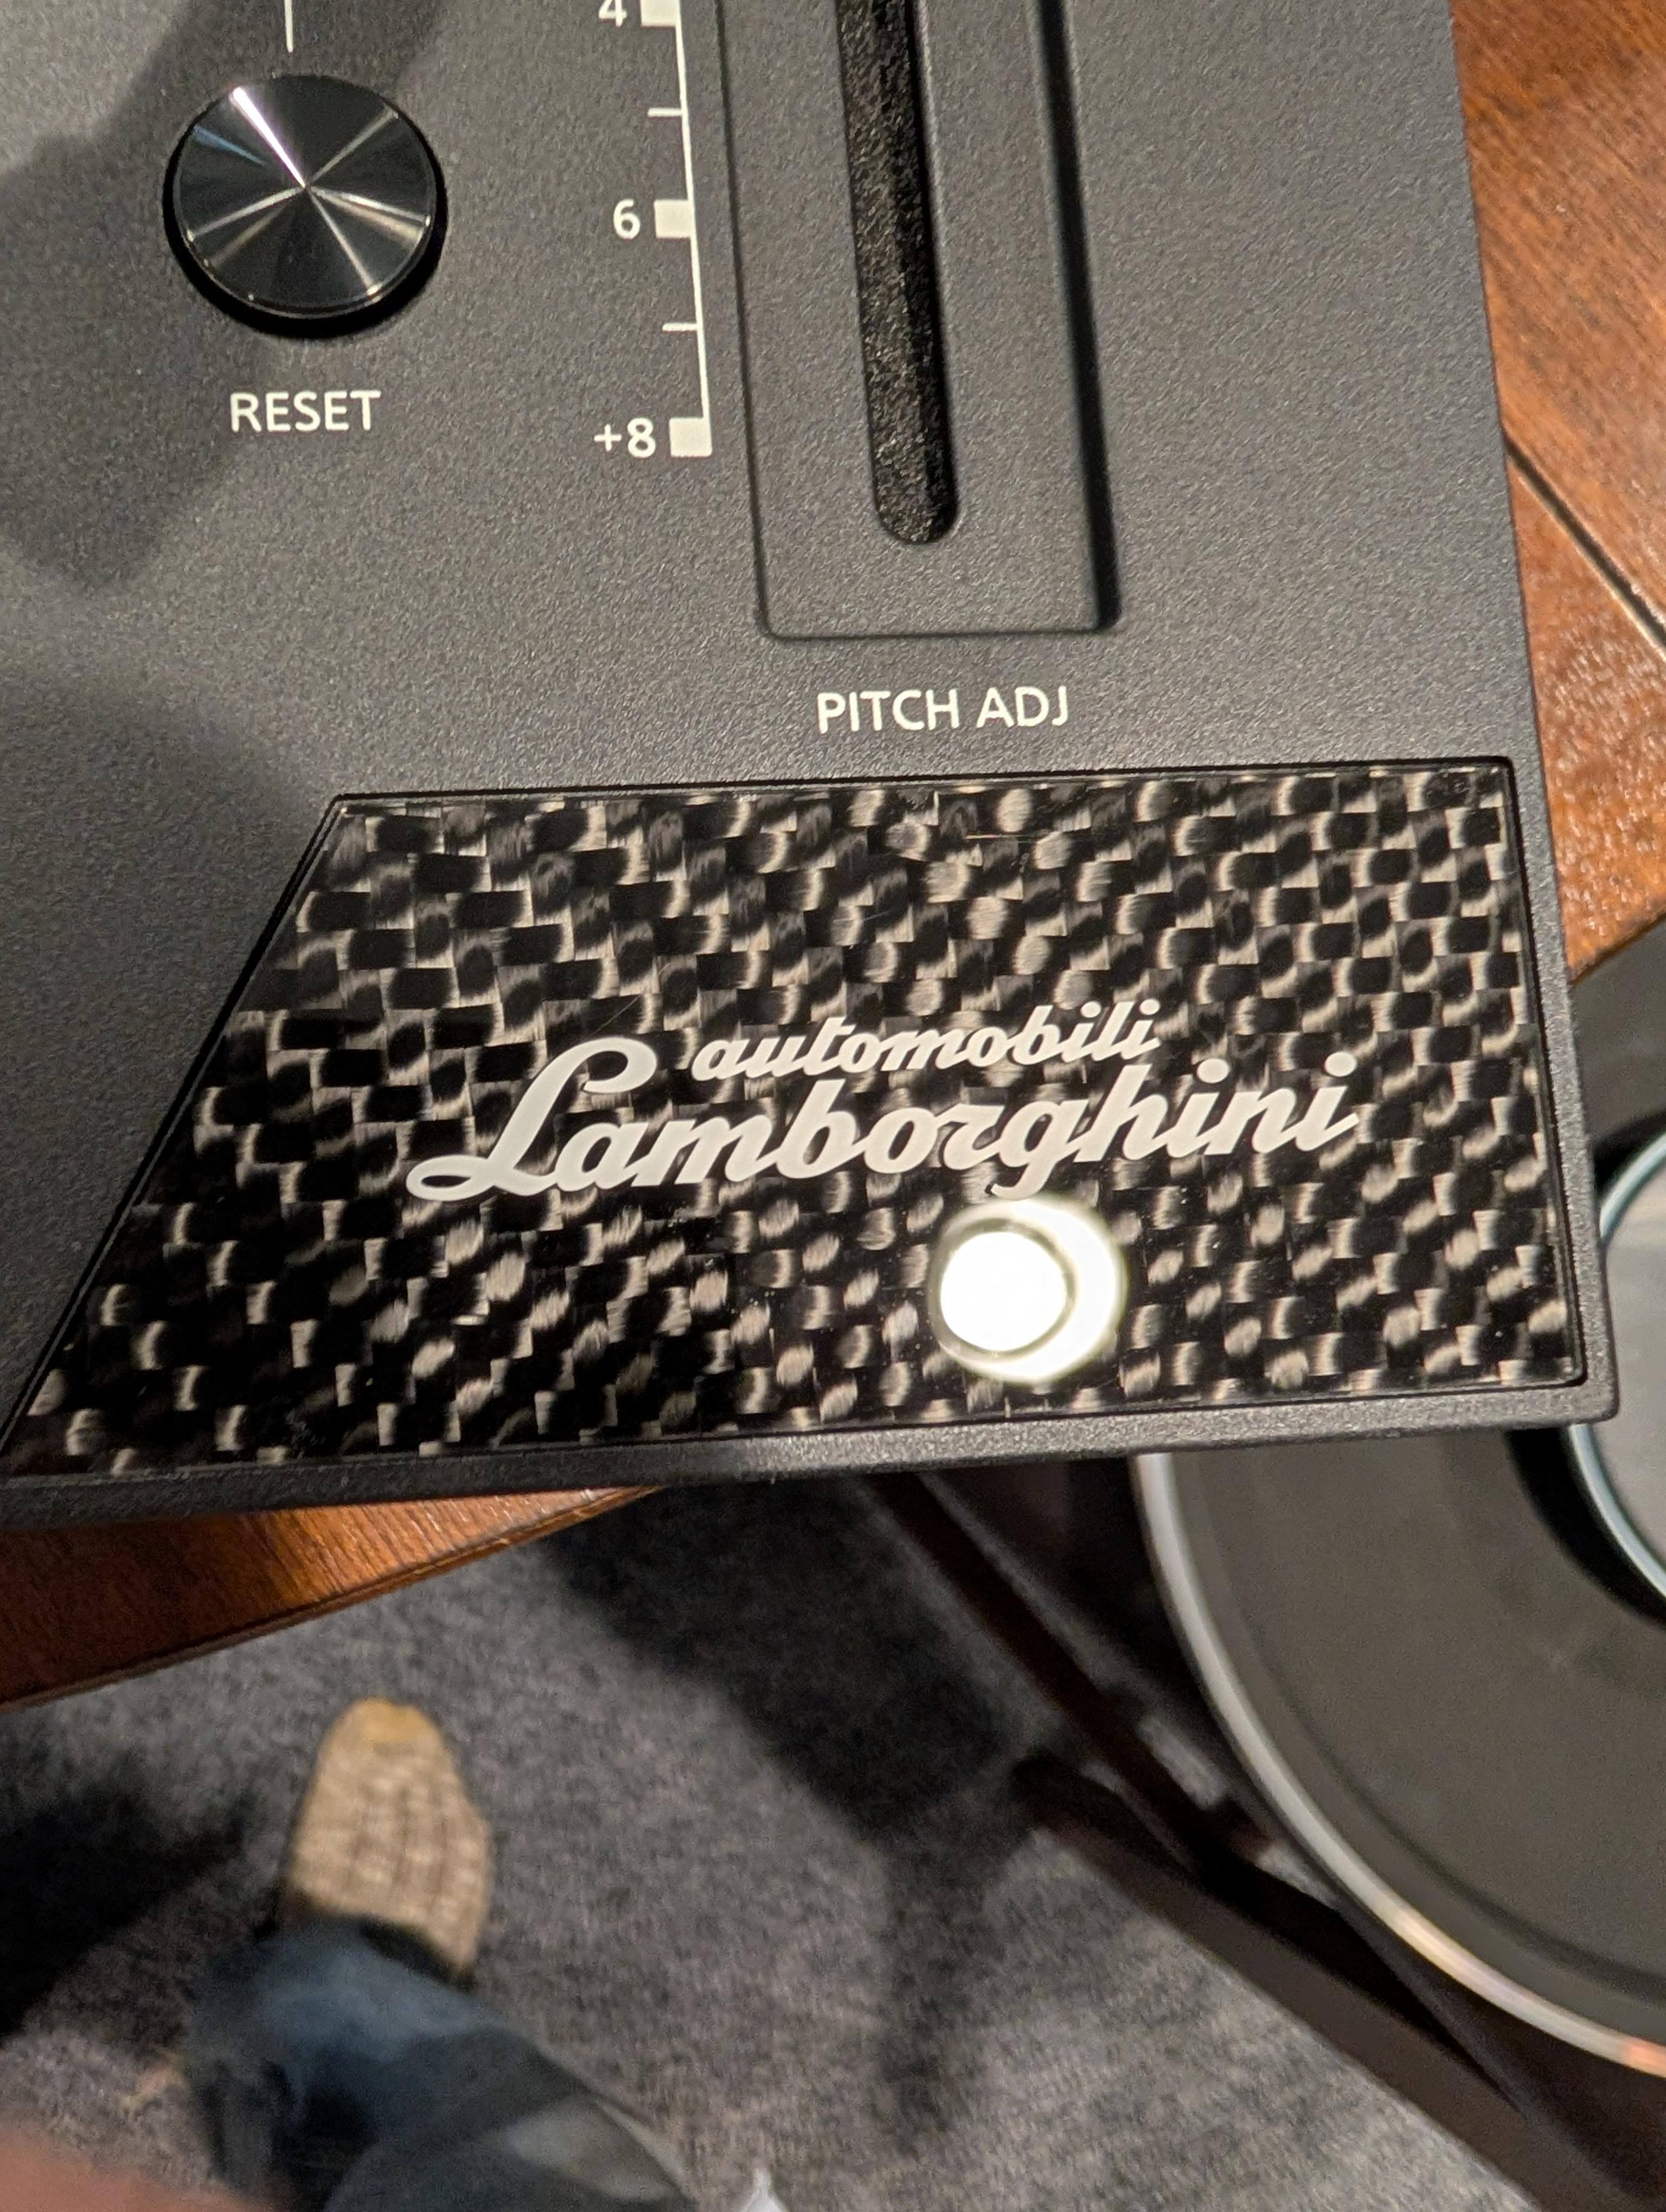 4
6
RESET
+8
PITCH ADJ
automobili
Lamborghini